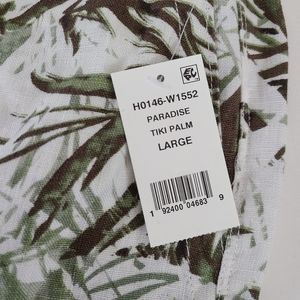 H0146-W1552
PARADISE
TIKI PALM
LARGE
1 92400 04683 9